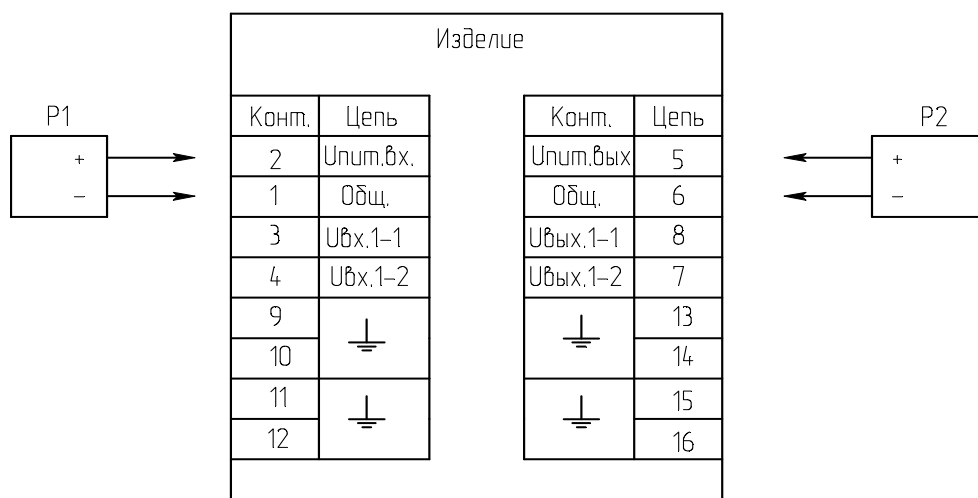 Изделие
P1
P2
Конт. Цепь Конт. Цепь
+ 2 Uпит.вх. Uпит.вых 5 +
− 1 Общ. Общ. 6 −
3 Uвх.1-1 Uвых.1-1 8
4 Uвх.1-2 Uвых.1-2 7
9 13
10 14
11 15
12 16